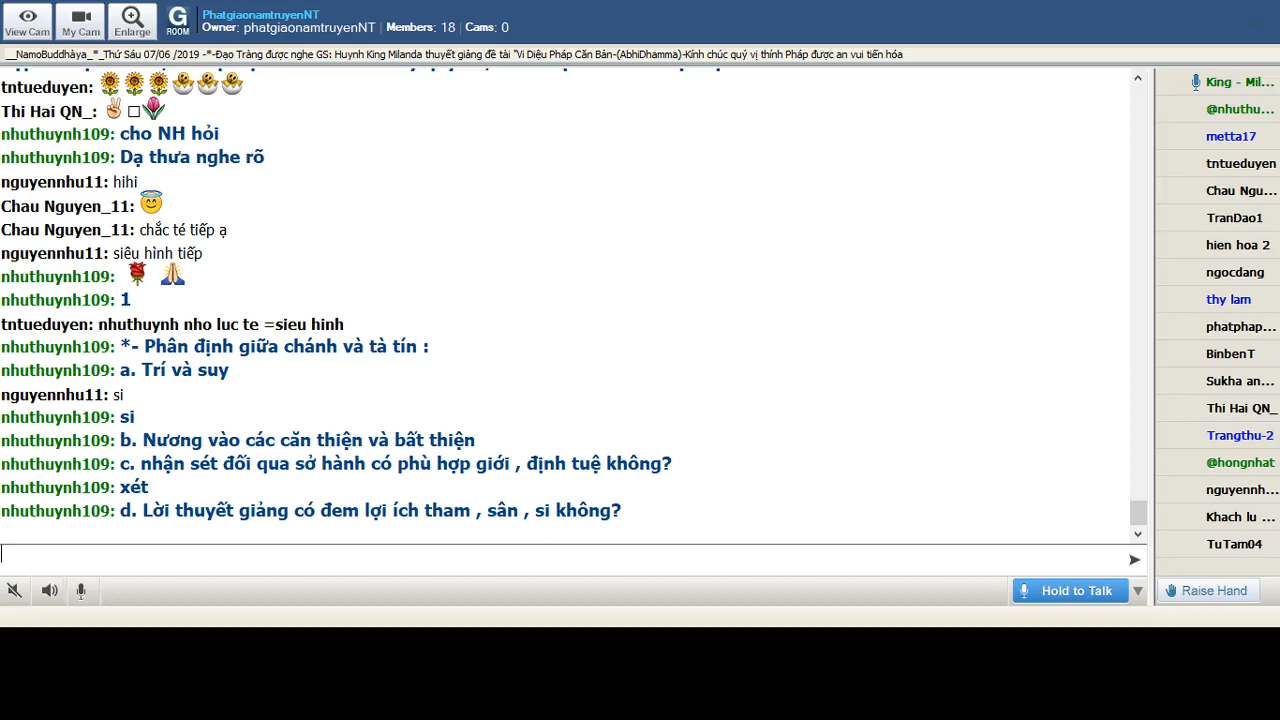 View Cam
My Cam
Enlarge
G
ROOM
PhatgiaonamtruyenNT
Owner: phatgiaonamtruyenNT Members: 18 Cams: 0
__NamoBuddhàya_*_Thứ Sáu 07/06 /2019 -*-Đạo Tràng được nghe GS: Huynh King Milanda thuyết giảng đề tài "Vi Diệu Pháp Căn Bản-(AbhiDhamma)-Kính chúc quý vị thính Pháp được an vui tiến hóa
tntueduyen:
Thi Hai QN_:
nhuthuynh109: cho NH hỏi
nhuthuynh109: Dạ thưa nghe rõ
nguyennhu11: hihi
Chau Nguyen_11:
Chau Nguyen_11: chắc té tiếp ạ
nguyennhu11: siêu hình tiếp
nhuthuynh109:
nhuthuynh109: 1
tntueduyen: nhuthuynh nho luc te =sieu hinh
nhuthuynh109: *- Phân định giữa chánh và tà tín :
nhuthuynh109: a. Trí và suy
nguyennhu11: si
nhuthuynh109: si
nhuthuynh109: b. Nương vào các căn thiện và bất thiện
nhuthuynh109: c. nhận sét đối qua sở hành có phù hợp giới , định tuệ không?
nhuthuynh109: xét
nhuthuynh109: d. Lời thuyết giảng có đem lợi ích tham , sân , si không?
King - Mil...
@nhuthu...
metta17
tntueduyen
Chau Ngu...
TranDao1
hien hoa 2
ngocdang
thy lam
phatphap...
BinbenT
Sukha an...
Thi Hai QN_
Trangthu-2
@hongnhat
nguyennh...
Khach lu ...
TuTam04
Hold to Talk
Raise Hand